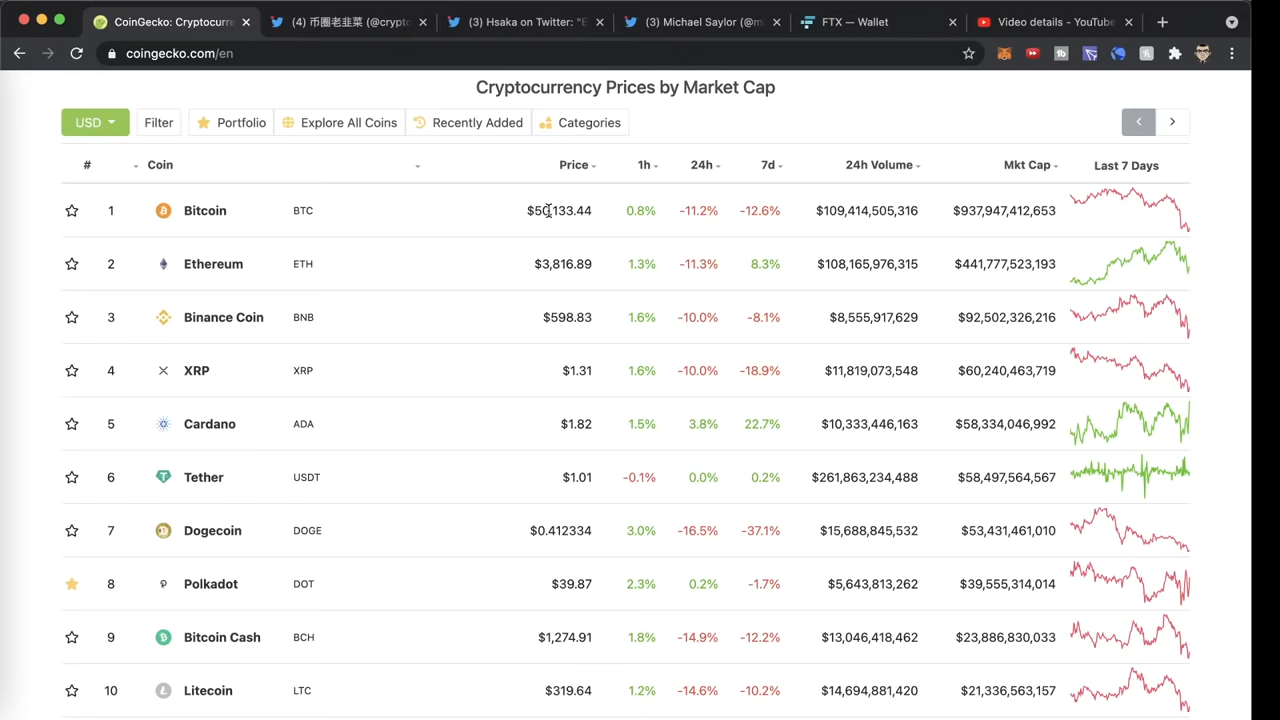 CoinGecko: Cryptocurre
(4) 币圈老韭菜 (@crypto
(3) Hsaka on Twitter: "E
(3) Michael Saylor (@m
FTX — Wallet
Video details - YouTube
coingecko.com/en
Cryptocurrency Prices by Market Cap
USD Filter Portfolio Explore All Coins Recently Added Categories
# Coin Price 1h 24h 7d 24h Volume Mkt Cap Last 7 Days
1 Bitcoin BTC $50,133.44 0.8% -11.2% -12.6% $109,414,505,316 $937,947,412,653
2 Ethereum ETH $3,816.89 1.3% -11.3% 8.3% $108,165,976,315 $441,777,523,193
3 Binance Coin BNB $598.83 1.6% -10.0% -8.1% $8,555,917,629 $92,502,326,216
4 XRP XRP $1.31 1.6% -10.0% -18.9% $11,819,073,548 $60,240,463,719
5 Cardano ADA $1.82 1.5% 3.8% 22.7% $10,333,446,163 $58,334,046,992
6 Tether USDT $1.01 -0.1% 0.0% 0.2% $261,863,234,488 $58,497,564,567
7 Dogecoin DOGE $0.412334 3.0% -16.5% -37.1% $15,688,845,532 $53,431,461,010
8 Polkadot DOT $39.87 2.3% 0.2% -1.7% $5,643,813,262 $39,555,314,014
9 Bitcoin Cash BCH $1,274.91 1.8% -14.9% -12.2% $13,046,418,462 $23,886,830,033
10 Litecoin LTC $319.64 1.2% -14.6% -10.2% $14,694,881,420 $21,336,563,157